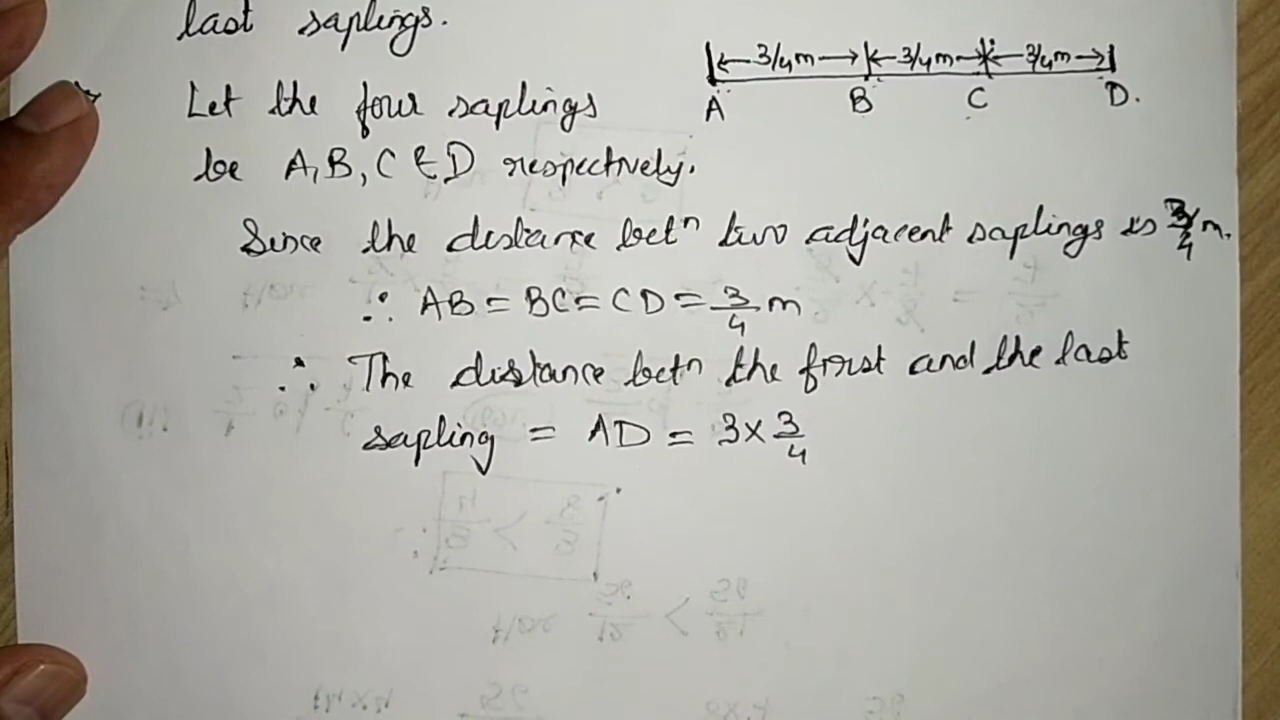 last saplings.
3/4m 3/4m 3/4m
A B C D.
Let the four saplings
be A, B, C & D respectively.
Since the distance betn two adjacent saplings is 3/4 m.
∴ AB = BC = CD = 3/4 m
∴ The distance betn the first and the last
sapling = AD = 3 × 3/4